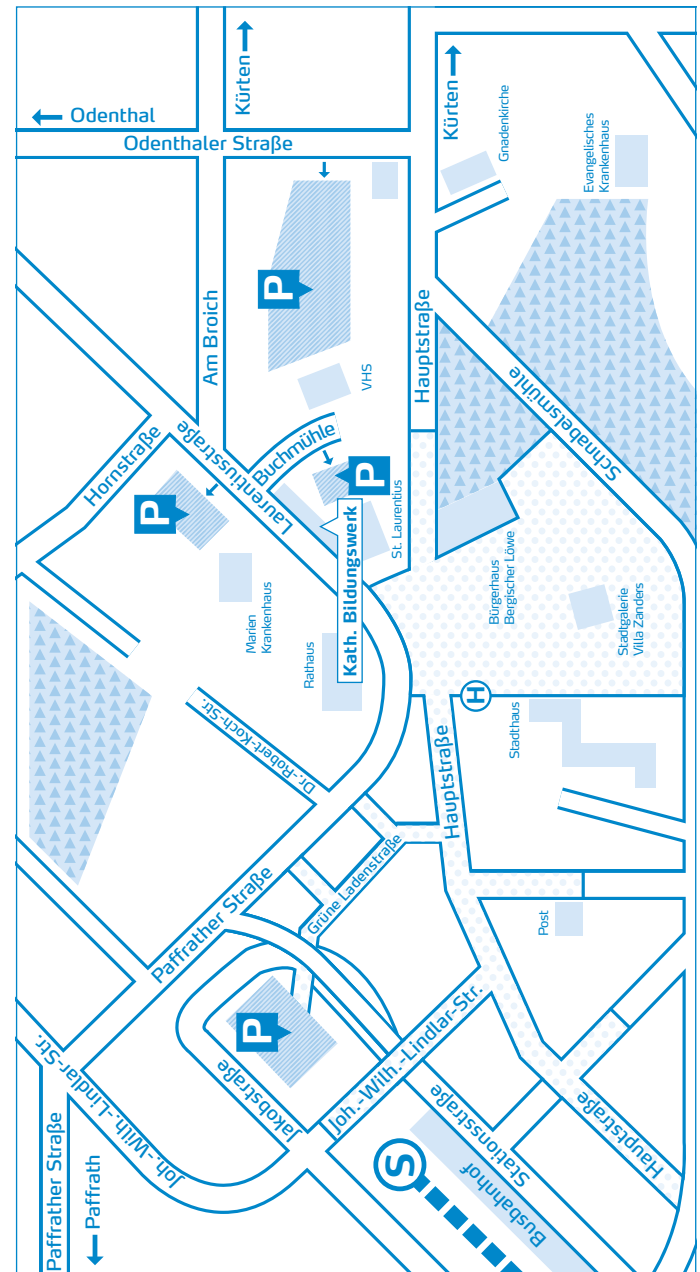 Odenthal
Kürten
Kürten
Odenthaler Straße
Gnadenkirche
Evangelisches
Krankenhaus
P
Am Broich
Hauptstraße
VHS
Schnabelsmühle
Hornstraße
Laurentiusstraße
Buchmühle
P
P
St. Laurentius
Kath. Bildungswerk
Marien
Krankenhaus
Rathaus
Bürgerhaus
Bergischer Löwe
Stadtgalerie
Villa Zanders
H
Stadthaus
Hauptstraße
Dr.-Robert-Koch-Str.
Grüne Ladenstraße
Paffrather Straße
Post
P
Jakobstraße
Joh.-Wilh.-Lindlar-Str.
Joh.-Wilh.-Lindlar-Str.
Stationsstraße
Hauptstraße
S
Busbahnhof
Paffrather Straße
Paffrath